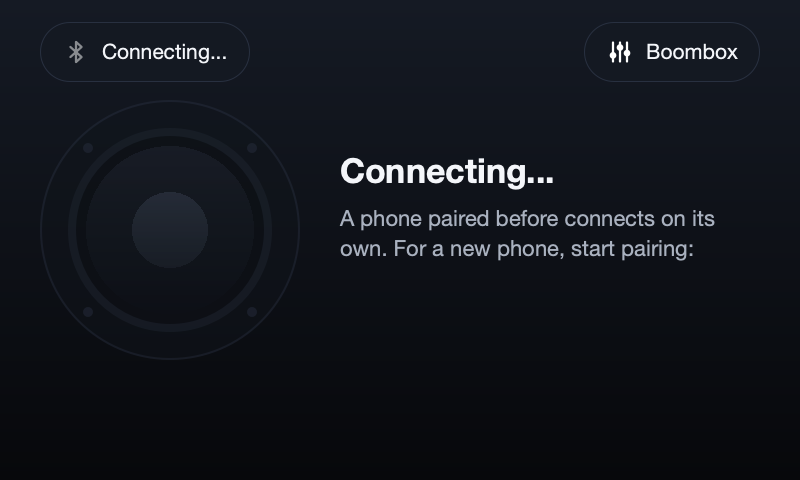 Connecting...
Boombox
Connecting...
A phone paired before connects on its
own. For a new phone, start pairing: